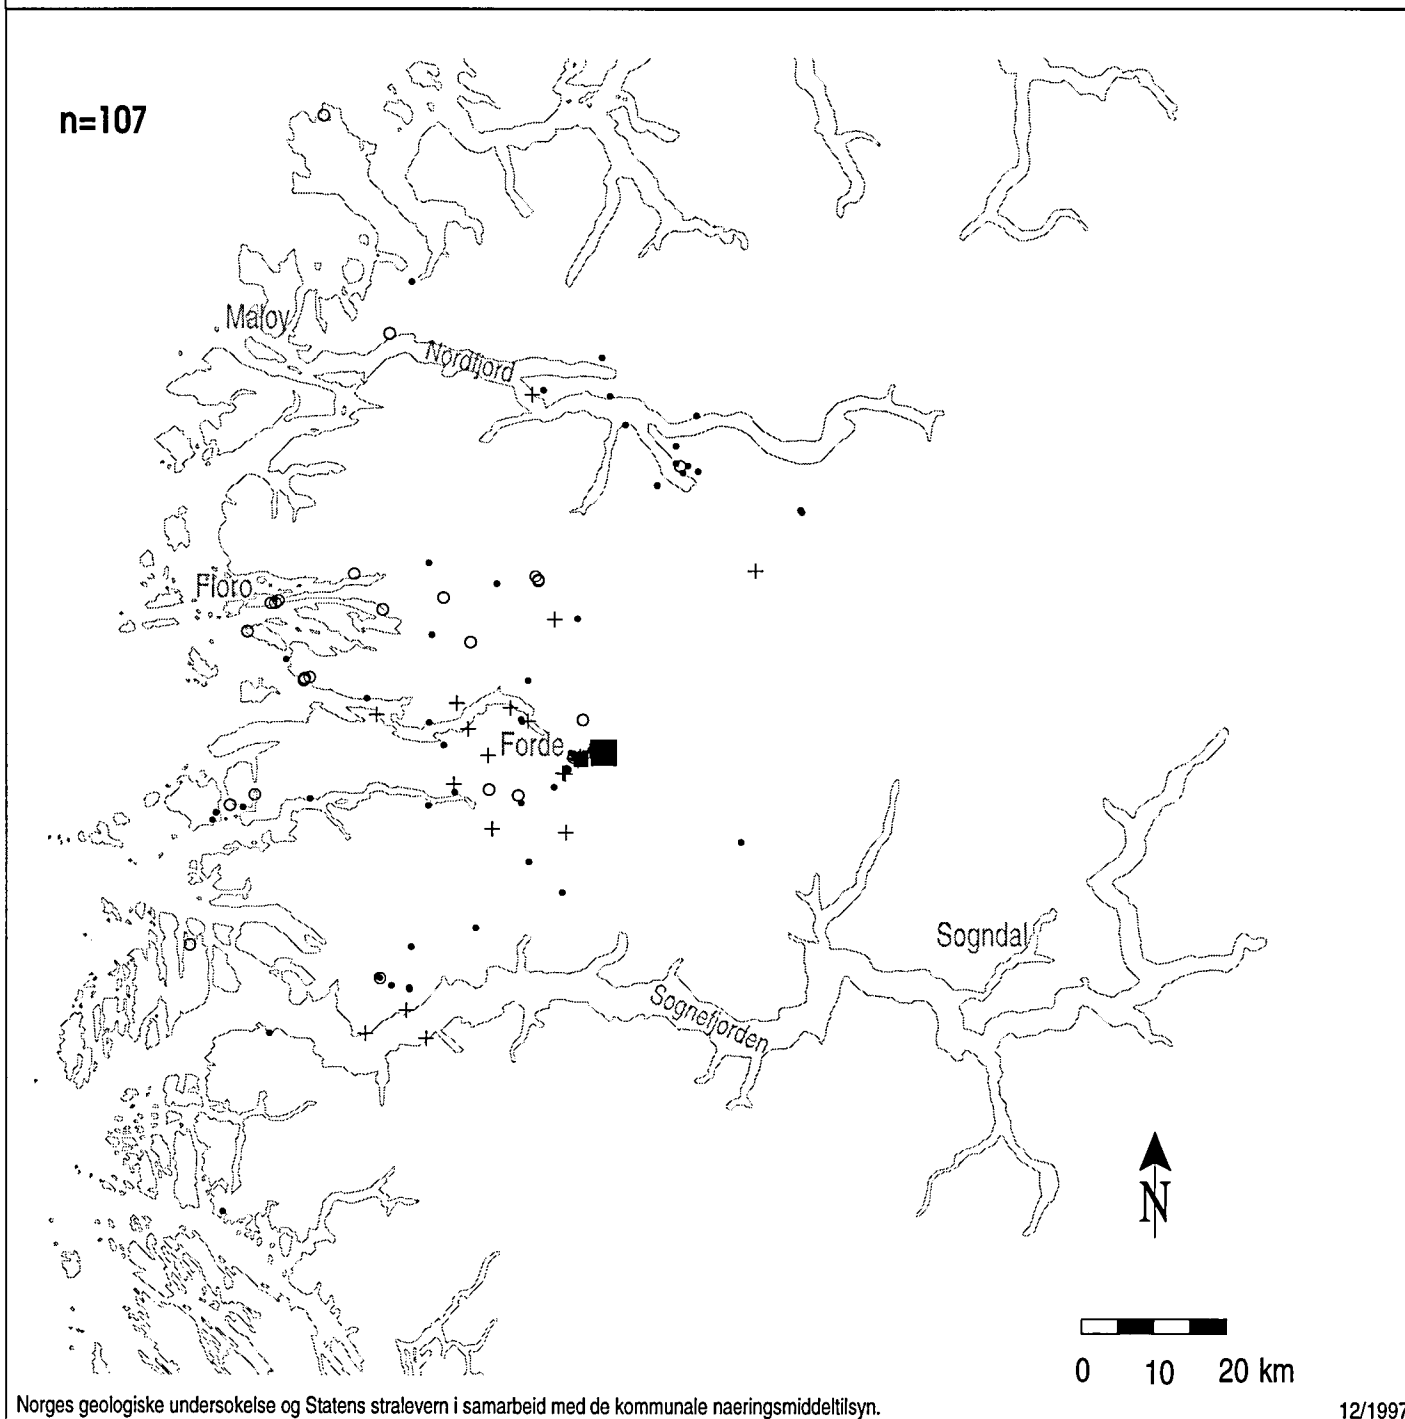 n=107
Maloy
Nordfjord
Floro
Forde
Sogndal
Sognefjorden
N
0 10 20 km
Norges geologiske undersokelse og Statens stralevern i samarbeid med de kommunale naeringsmiddeltilsyn.
12/1997